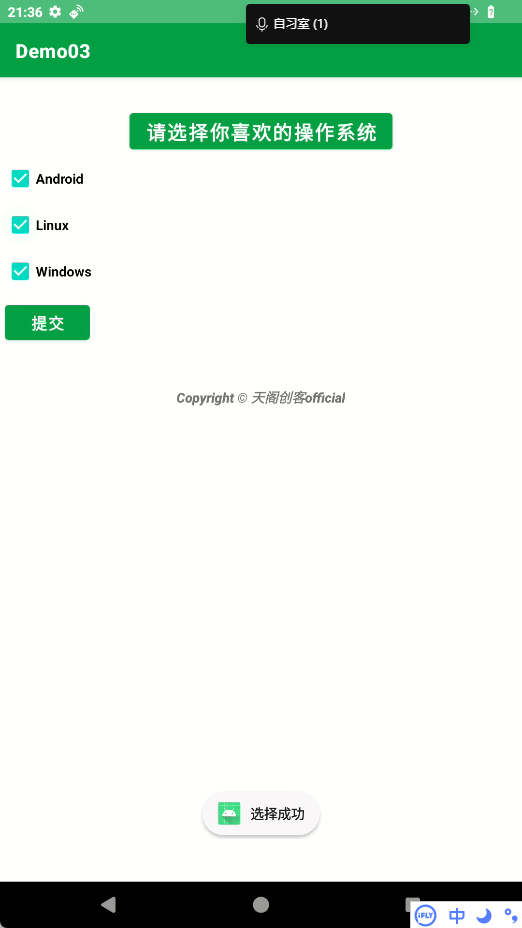 21:36
自习室 (1)
Demo03
请选择你喜欢的操作系统
Android
Linux
Windows
提交
Copyright © 天阁创客official
选择成功
iFLY 中